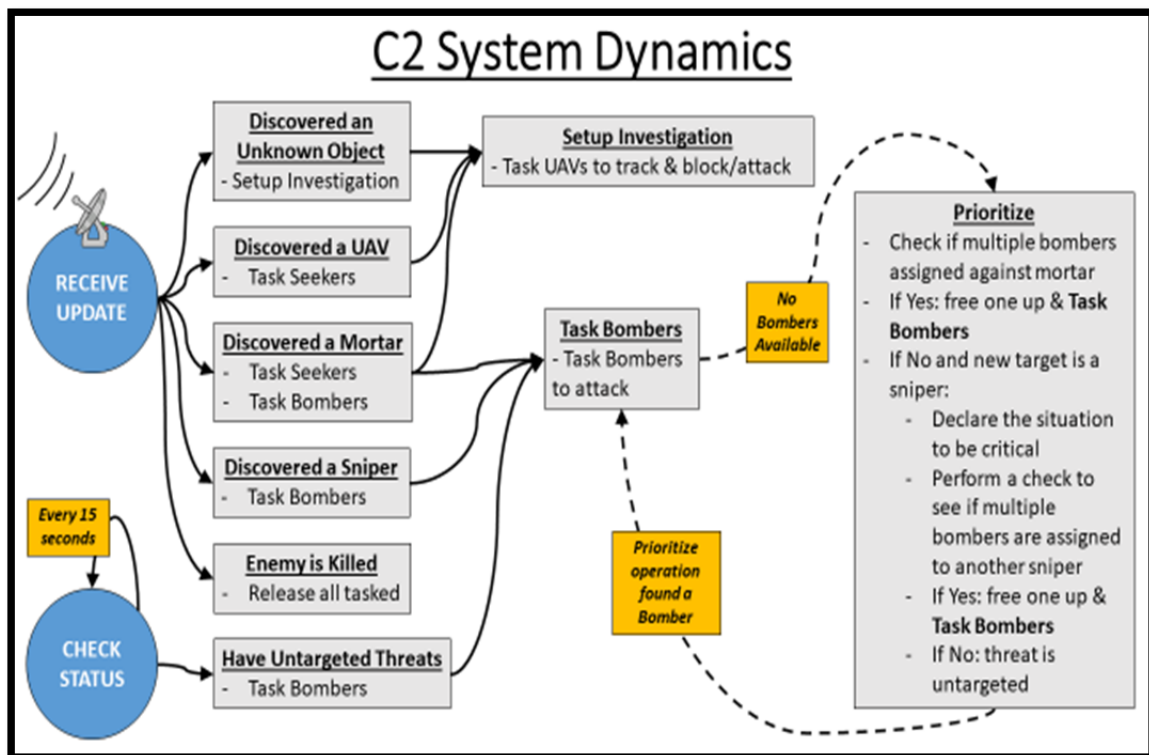 C2 System Dynamics
RECEIVE
UPDATE
Discovered an
Unknown Object
- Setup Investigation
Discovered a UAV
- Task Seekers
Discovered a Mortar
- Task Seekers
- Task Bombers
Discovered a Sniper
- Task Bombers
Enemy is Killed
- Release all tasked
Every 15
seconds
CHECK
STATUS
Have Untargeted Threats
- Task Bombers
Setup Investigation
- Task UAVs to track & block/attack
Task Bombers
- Task Bombers
to attack
No
Bombers
Available
Prioritize
operation
found a
Bomber
Prioritize
- Check if multiple bombers
assigned against mortar
- If Yes: free one up & Task
Bombers
- If No and new target is a
sniper:
- Declare the situation
to be critical
- Perform a check to
see if multiple
bombers are assigned
to another sniper
- If Yes: free one up &
Task Bombers
- If No: threat is
untargeted